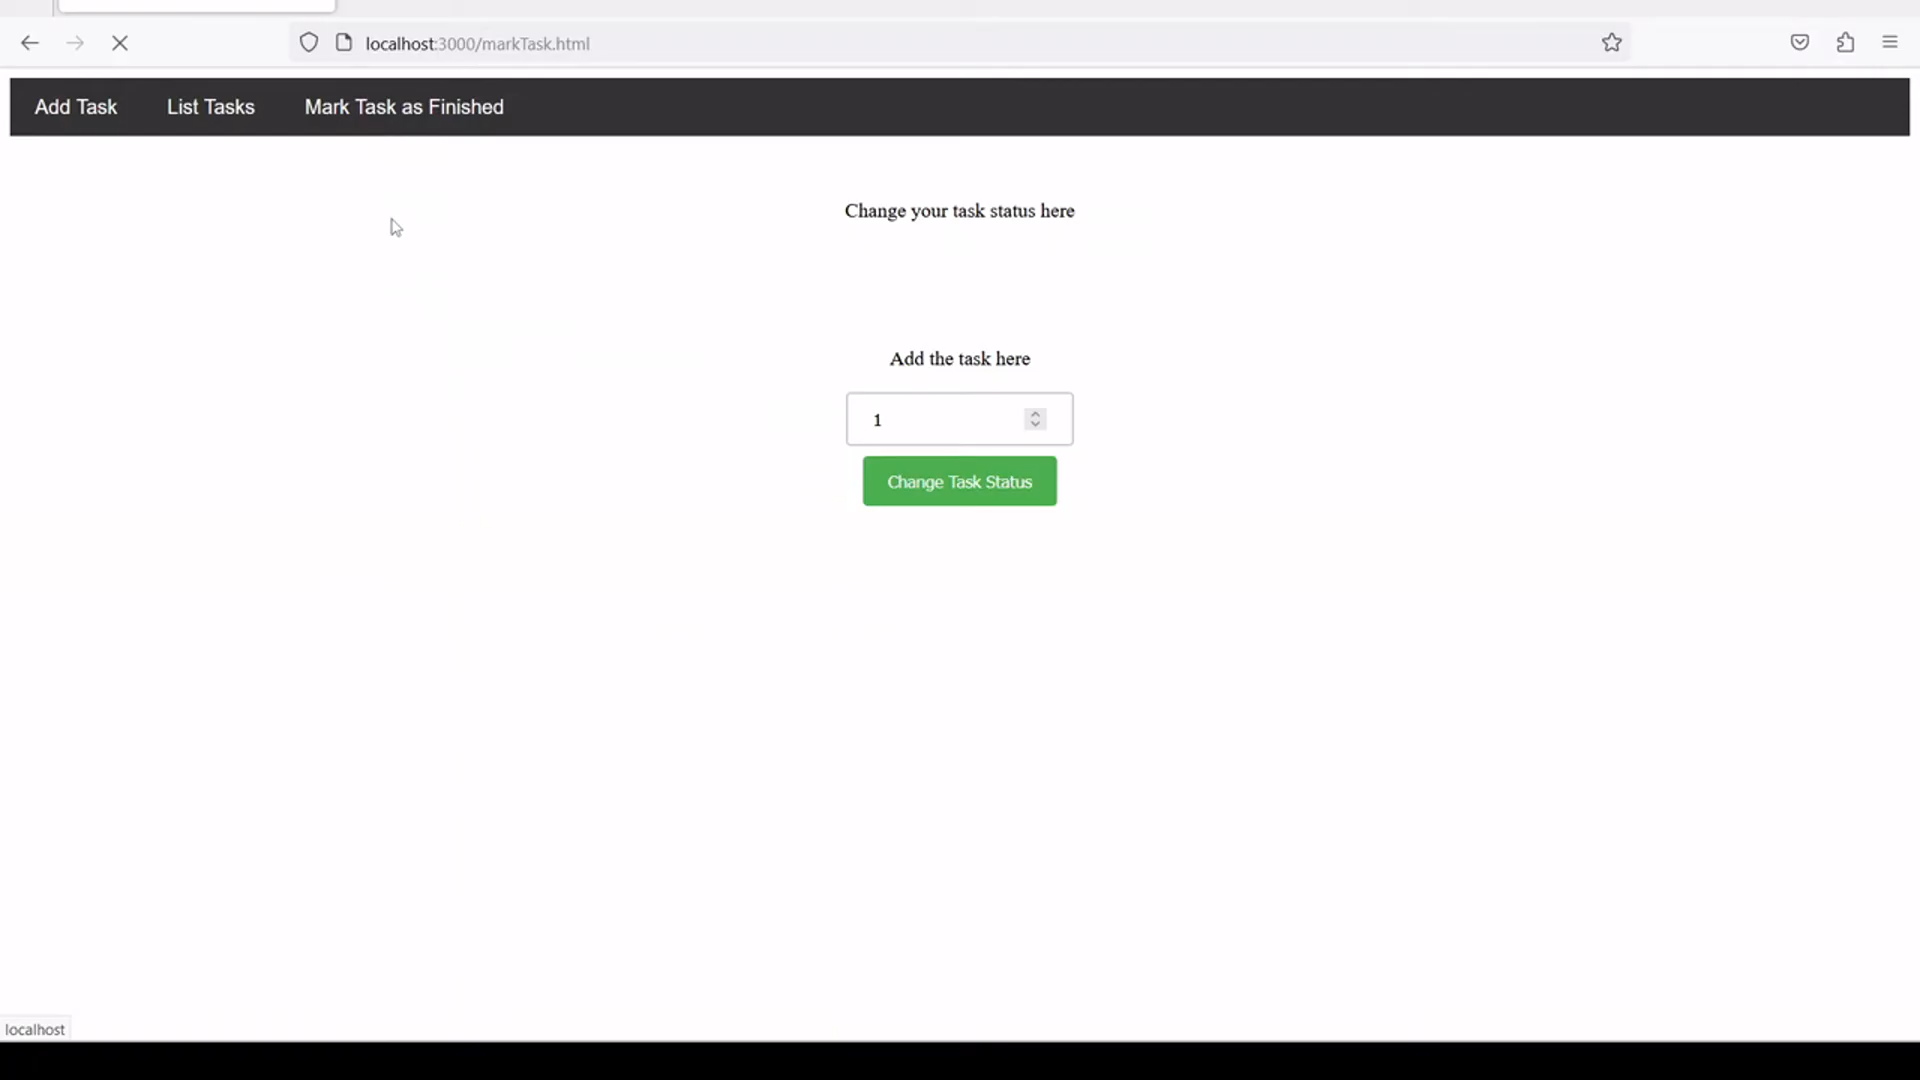 localhost:3000/markTask.html
Add Task List Tasks Mark Task as Finished
Change your task status here
Add the task here
1
Change Task Status
localhost